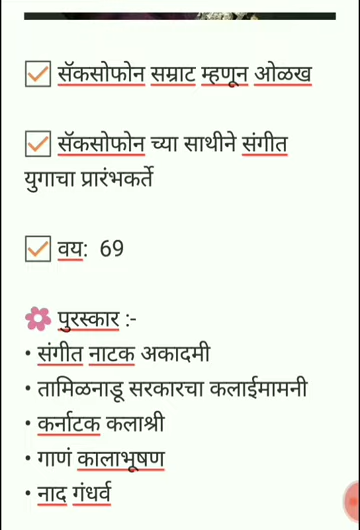 सॅक्सोफोन सम्राट म्हणून ओळख
सॅक्सोफोन च्या साथीने संगीत
युगाचा प्रारंभकर्ते
वय: 69
पुरस्कार :-
• संगीत नाटक अकादमी
• तामिळनाडू सरकारचा कलाईमामनी
• कर्नाटक कलाश्री
• गाणं कालाभूषण
• नाद गंधर्व